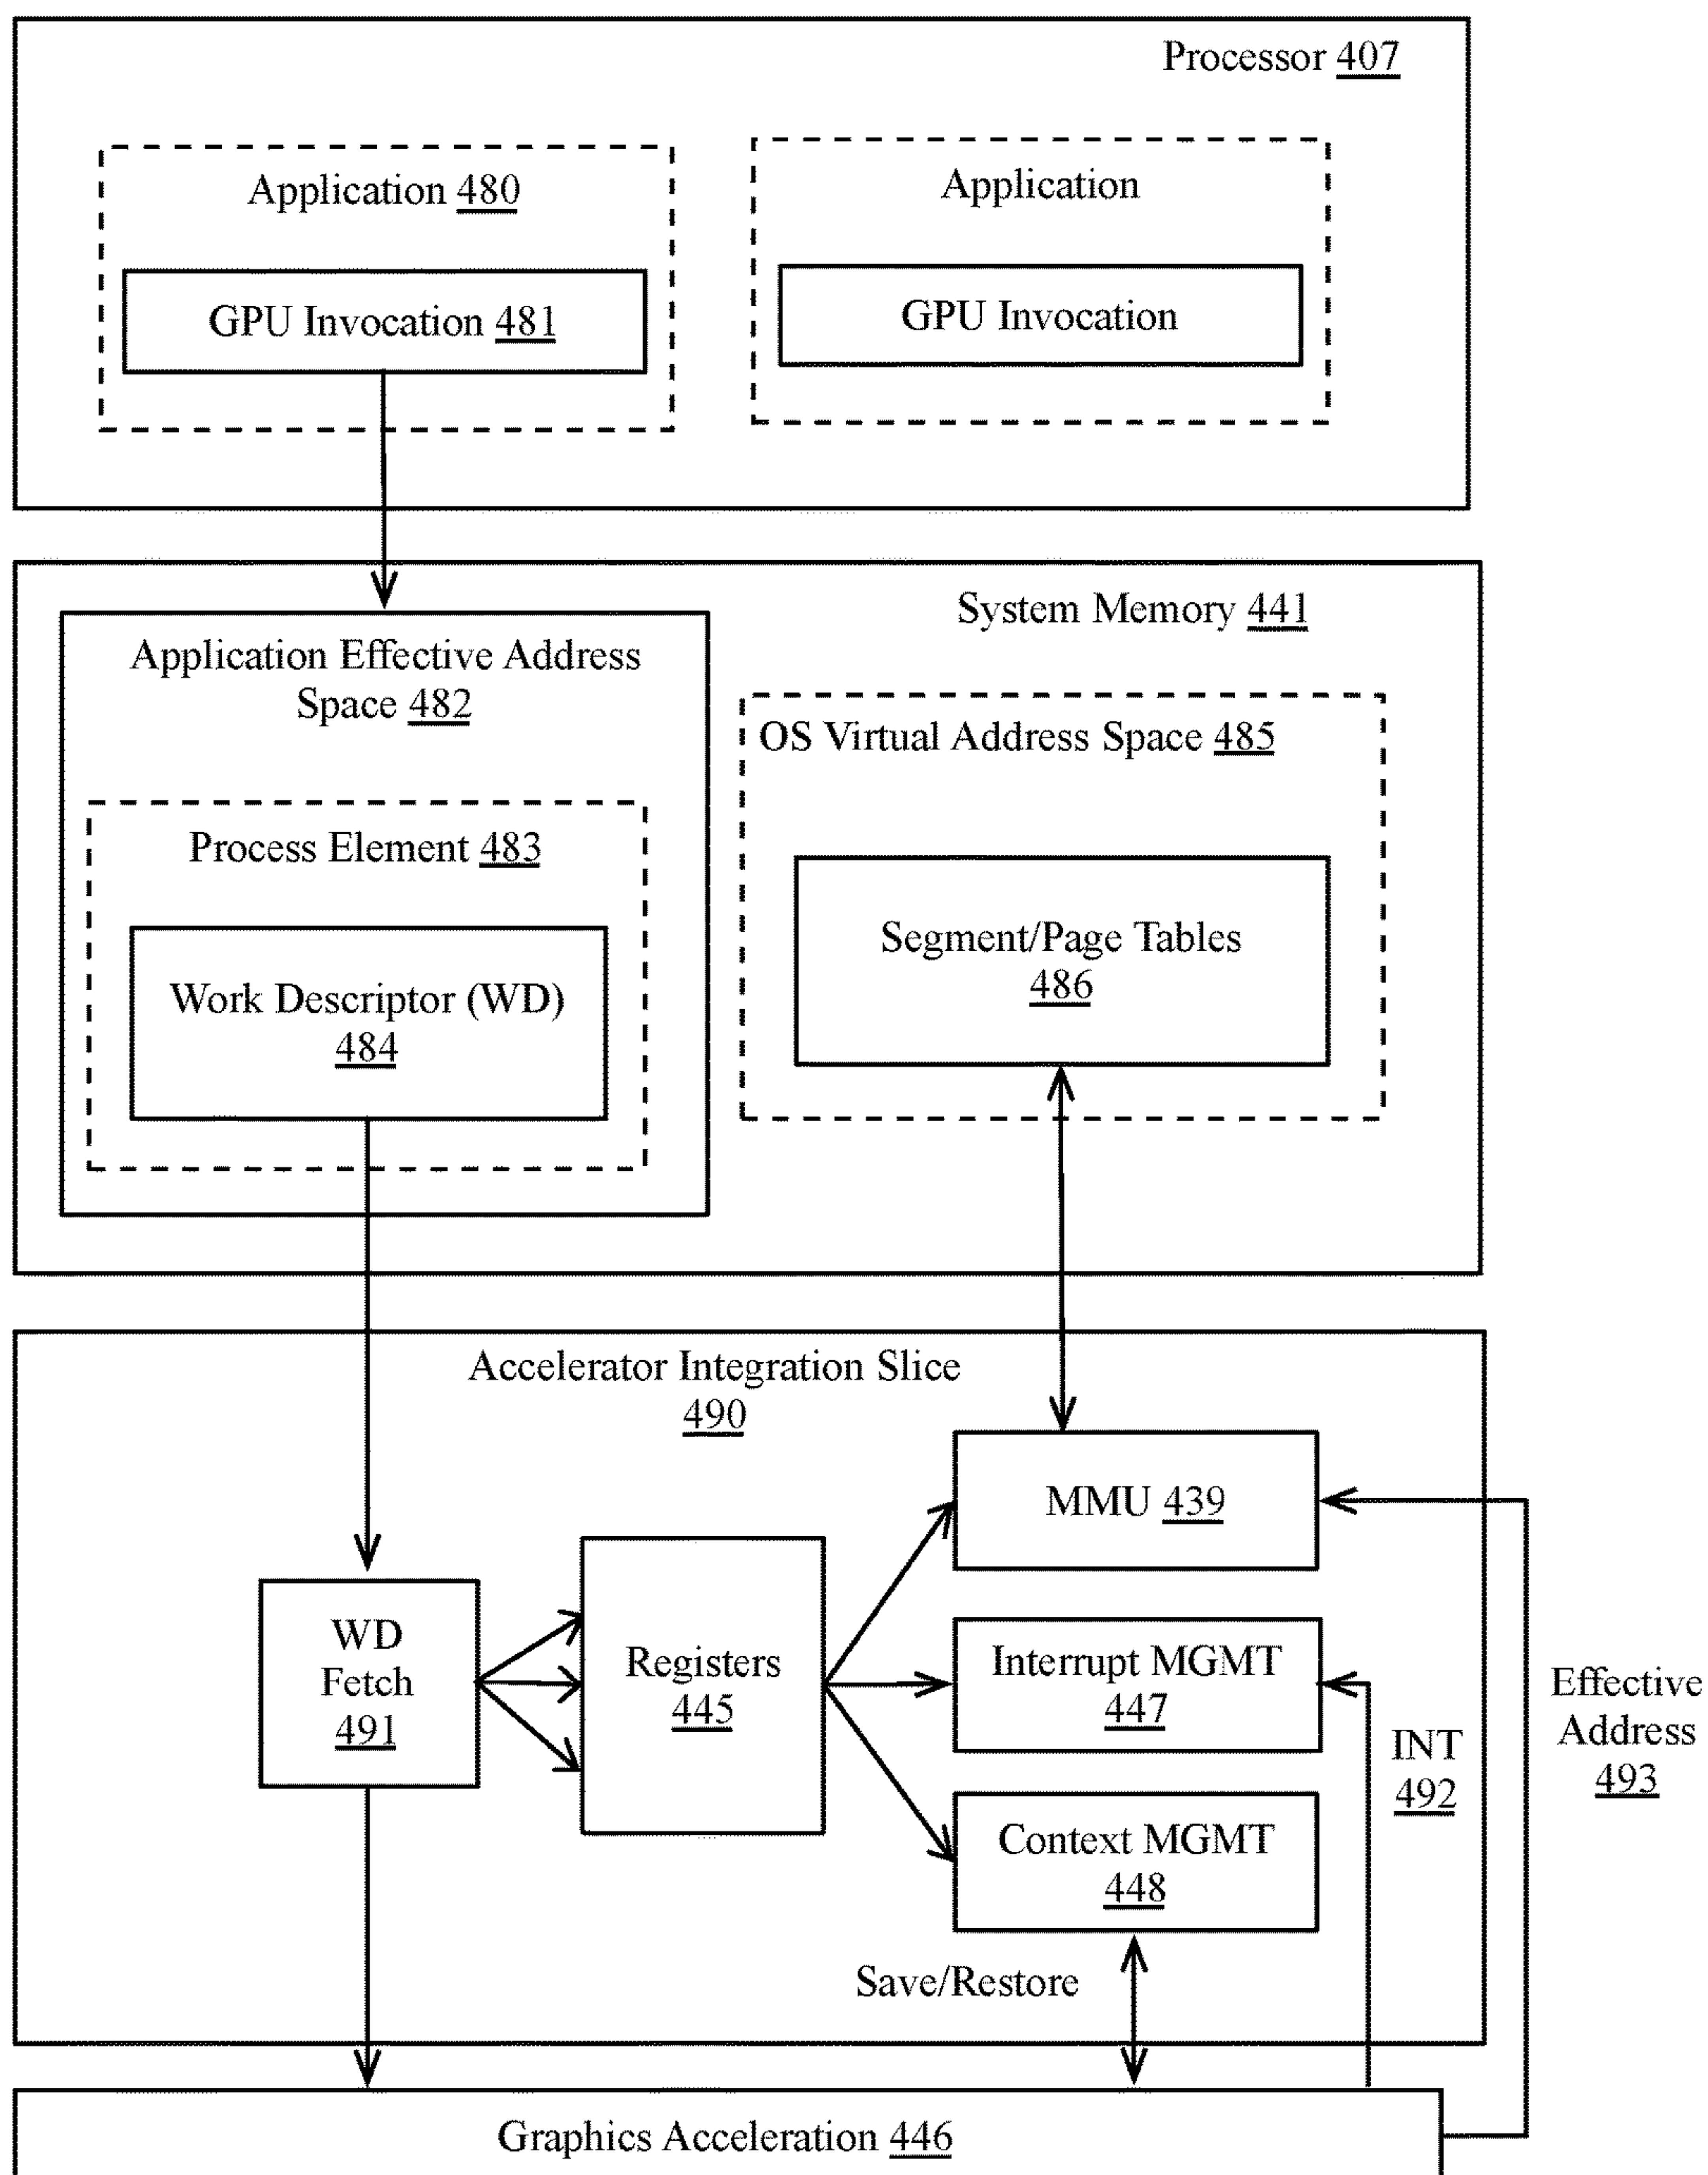 Processor 407
Application 480
Application
GPU Invocation 481
GPU Invocation
System Memory 441
Application Effective Address
Space 482
OS Virtual Address Space 485
Process Element 483
Segment/Page Tables
486
Work Descriptor (WD)
484
Accelerator Integration Slice
490
MMU 439
WD
Fetch
491
Registers
445
Interrupt MGMT
447
INT
492
Effective
Address
493
Context MGMT
448
Save/Restore
Graphics Acceleration 446